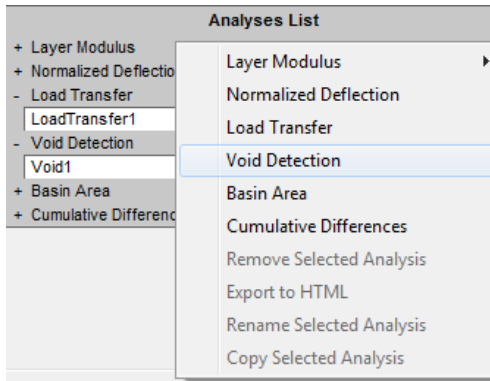 Analyses List
+ Layer Modulus
+ Normalized Deflectio
- Load Transfer
LoadTransfer1
- Void Detection
Void1
+ Basin Area
+ Cumulative Differenc
Layer Modulus
Normalized Deflection
Load Transfer
Void Detection
Basin Area
Cumulative Differences
Remove Selected Analysis
Export to HTML
Rename Selected Analysis
Copy Selected Analysis